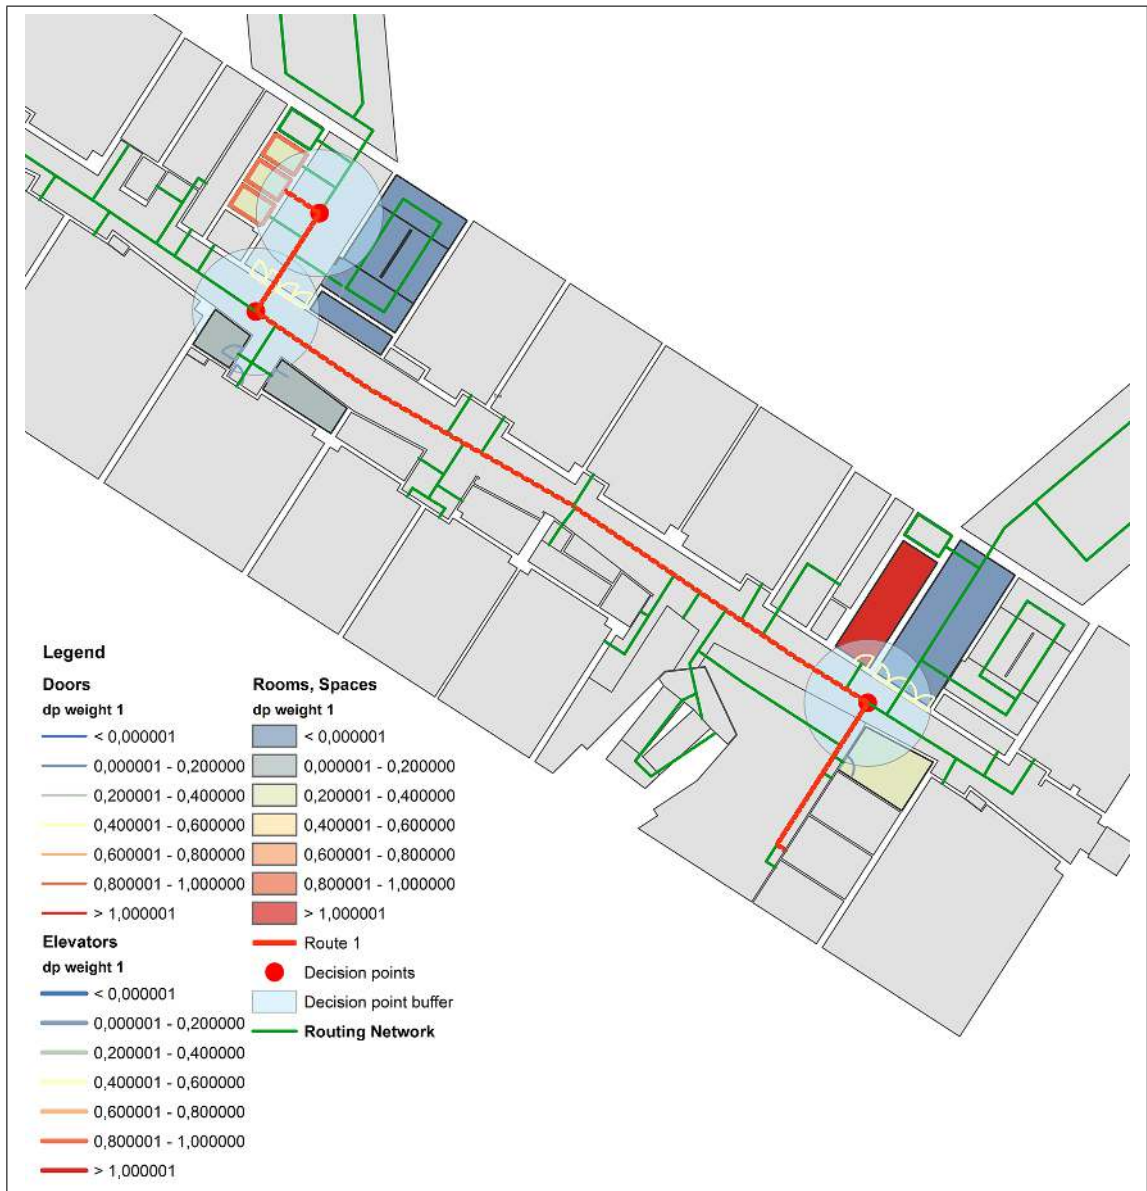 Legend
Doors
dp weight 1
< 0,000001
0,000001 - 0,200000
0,200001 - 0,400000
0,400001 - 0,600000
0,600001 - 0,800000
0,800001 - 1,000000
> 1,000001
Elevators
dp weight 1
< 0,000001
0,000001 - 0,200000
0,200001 - 0,400000
0,400001 - 0,600000
0,600001 - 0,800000
0,800001 - 1,000000
> 1,000001
Rooms, Spaces
dp weight 1
< 0,000001
0,000001 - 0,200000
0,200001 - 0,400000
0,400001 - 0,600000
0,600001 - 0,800000
0,800001 - 1,000000
> 1,000001
Route 1
Decision points
Decision point buffer
Routing Network